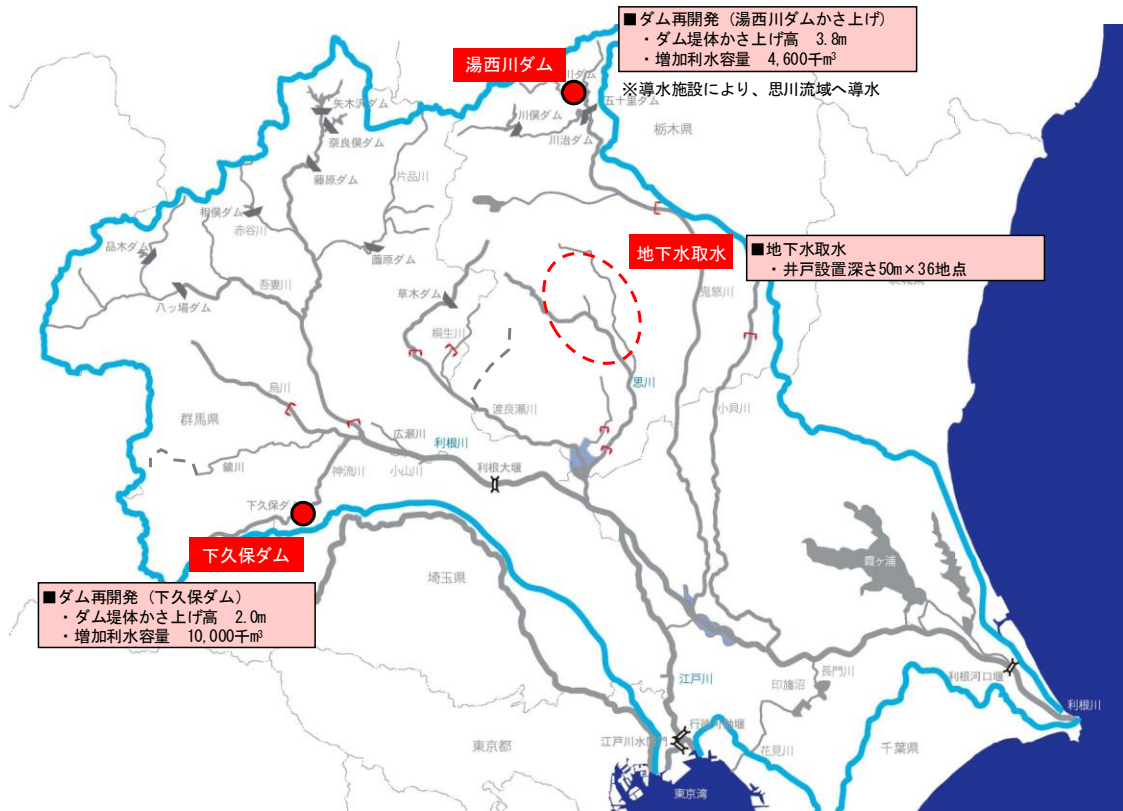 ■ダム再開発（湯西川ダムかさ上げ）
・ダム堤体かさ上げ高　3.8m
・増加利水容量　4,600千m³
※導水施設により、思川流域へ導水
湯西川ダム
川ダム
五十里ダム
川俣ダム
川治ダム
栃木県
矢木沢ダム
奈良俣ダム
藤原ダム
片品川
相俣ダム
赤谷川
品木ダム
薗原ダム
吾妻川
八ッ場ダム
草木ダム
桐生川
地下水取水
■地下水取水
・井戸設置深さ50m×36地点
鬼怒川
思川
小貝川
渡良瀬川
烏川
群馬県
広瀬川
利根川
利根大堰
小山川
鏑川
神流川
下久保ダム
下久保ダム
■ダム再開発（下久保ダム）
・ダム堤体かさ上げ高　2.0m
・増加利水容量　10,000千m³
埼玉県
霞ヶ浦
江戸川
印旛沼
長門川
利根河口堰
利根川
行徳可動堰
江戸川水閘門
花見川
千葉県
東京都
東京湾